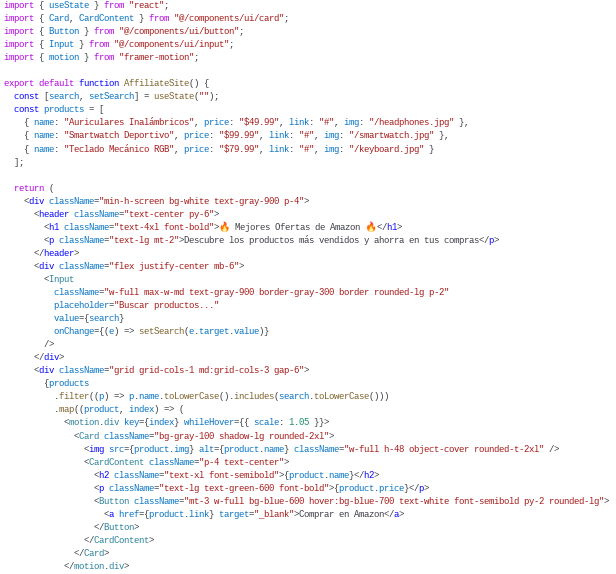 import { useState } from "react";
import { Card, CardContent } from "@/components/ui/card";
import { Button } from "@/components/ui/button";
import { Input } from "@/components/ui/input";
import { motion } from "framer-motion";

export default function AffiliateSite() {
  const [search, setSearch] = useState("");
  const products = [
    { name: "Auriculares Inalámbricos", price: "$49.99", link: "#", img: "/headphones.jpg" },
    { name: "Smartwatch Deportivo", price: "$99.99", link: "#", img: "/smartwatch.jpg" },
    { name: "Teclado Mecánico RGB", price: "$79.99", link: "#", img: "/keyboard.jpg" }
  ];

  return (
    <div className="min-h-screen bg-white text-gray-900 p-4">
      <header className="text-center py-6">
        <h1 className="text-4xl font-bold">🔥 Mejores Ofertas de Amazon 🔥</h1>
        <p className="text-lg mt-2">Descubre los productos más vendidos y ahorra en tus compras</p>
      </header>
      <div className="flex justify-center mb-6">
        <Input
          className="w-full max-w-md text-gray-900 border-gray-300 border rounded-lg p-2"
          placeholder="Buscar productos..."
          value={search}
          onChange={(e) => setSearch(e.target.value)}
        />
      </div>
      <div className="grid grid-cols-1 md:grid-cols-3 gap-6">
        {products
          .filter((p) => p.name.toLowerCase().includes(search.toLowerCase()))
          .map((product, index) => (
            <motion.div key={index} whileHover={{ scale: 1.05 }}>
              <Card className="bg-gray-100 shadow-lg rounded-2xl">
                <img src={product.img} alt={product.name} className="w-full h-48 object-cover rounded-t-2xl" />
                <CardContent className="p-4 text-center">
                  <h2 className="text-xl font-semibold">{product.name}</h2>
                  <p className="text-lg text-green-600 font-bold">{product.price}</p>
                  <Button className="mt-3 w-full bg-blue-600 hover:bg-blue-700 text-white font-semibold py-2 rounded-lg">
                    <a href={product.link} target="_blank">Comprar en Amazon</a>
                  </Button>
                </CardContent>
              </Card>
            </motion.div>